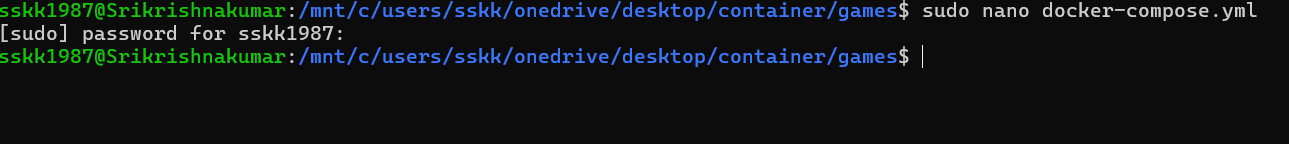 sskk1987@Srikrishnakumar:/mnt/c/users/sskk/onedrive/desktop/container/games$ sudo nano docker-compose.yml
[sudo] password for sskk1987:
sskk1987@Srikrishnakumar:/mnt/c/users/sskk/onedrive/desktop/container/games$